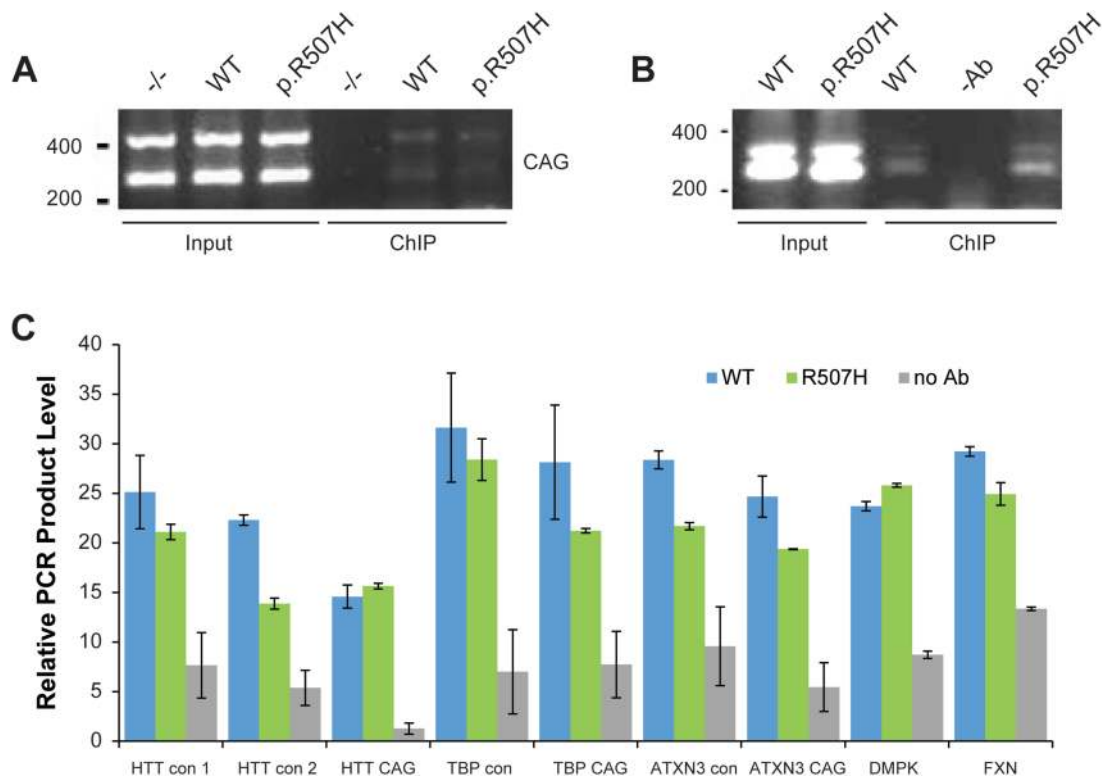 A
-/-
WT
p.R507H
-/-
WT
p.R507H
400
200
CAG
Input
ChIP
B
WT
p.R507H
WT
-Ab
p.R507H
400
200
Input
ChIP
C
Relative PCR Product Level
40
35
30
25
20
15
10
5
0
WT
R507H
no Ab
HTT con 1
HTT con 2
HTT CAG
TBP con
TBP CAG
ATXN3 con
ATXN3 CAG
DMPK
FXN